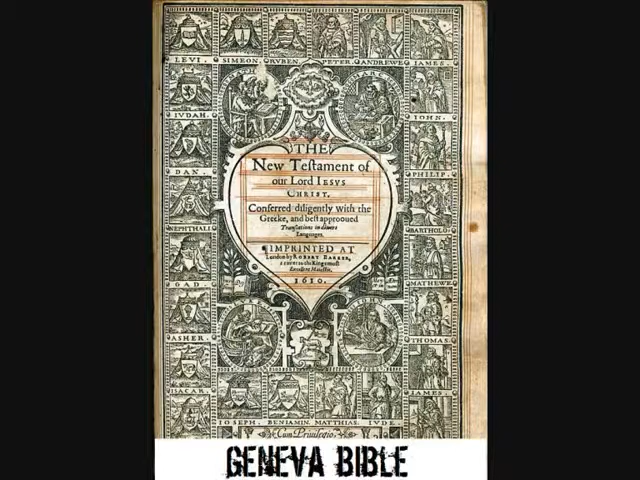 LEVI. SIMEON. RVBEN. PETER. ANDREWE IAMES.
IVDAH.
IOHN.
DAN.
PHILIP.
NEPHTHALI
BARTHOLO.
GAD.
MATHEWE
ASHER.
THOMAS.
ISACAR.
IAMES.
THE
New Testament of
our Lord IESVS
CHRIST.
Conferred diligently with the
Greeke, and best approoued
Translations in diuers
Languages.
¶IMPRINTED AT
London by ROBERT BARKER,
Printer to the Kings most
Excellent Maiestie.
1610.
IOSEPH. BENIAMIN. MATTHIAS. IVDE.
Cum Priuilegio.
GENEVA BIBLE